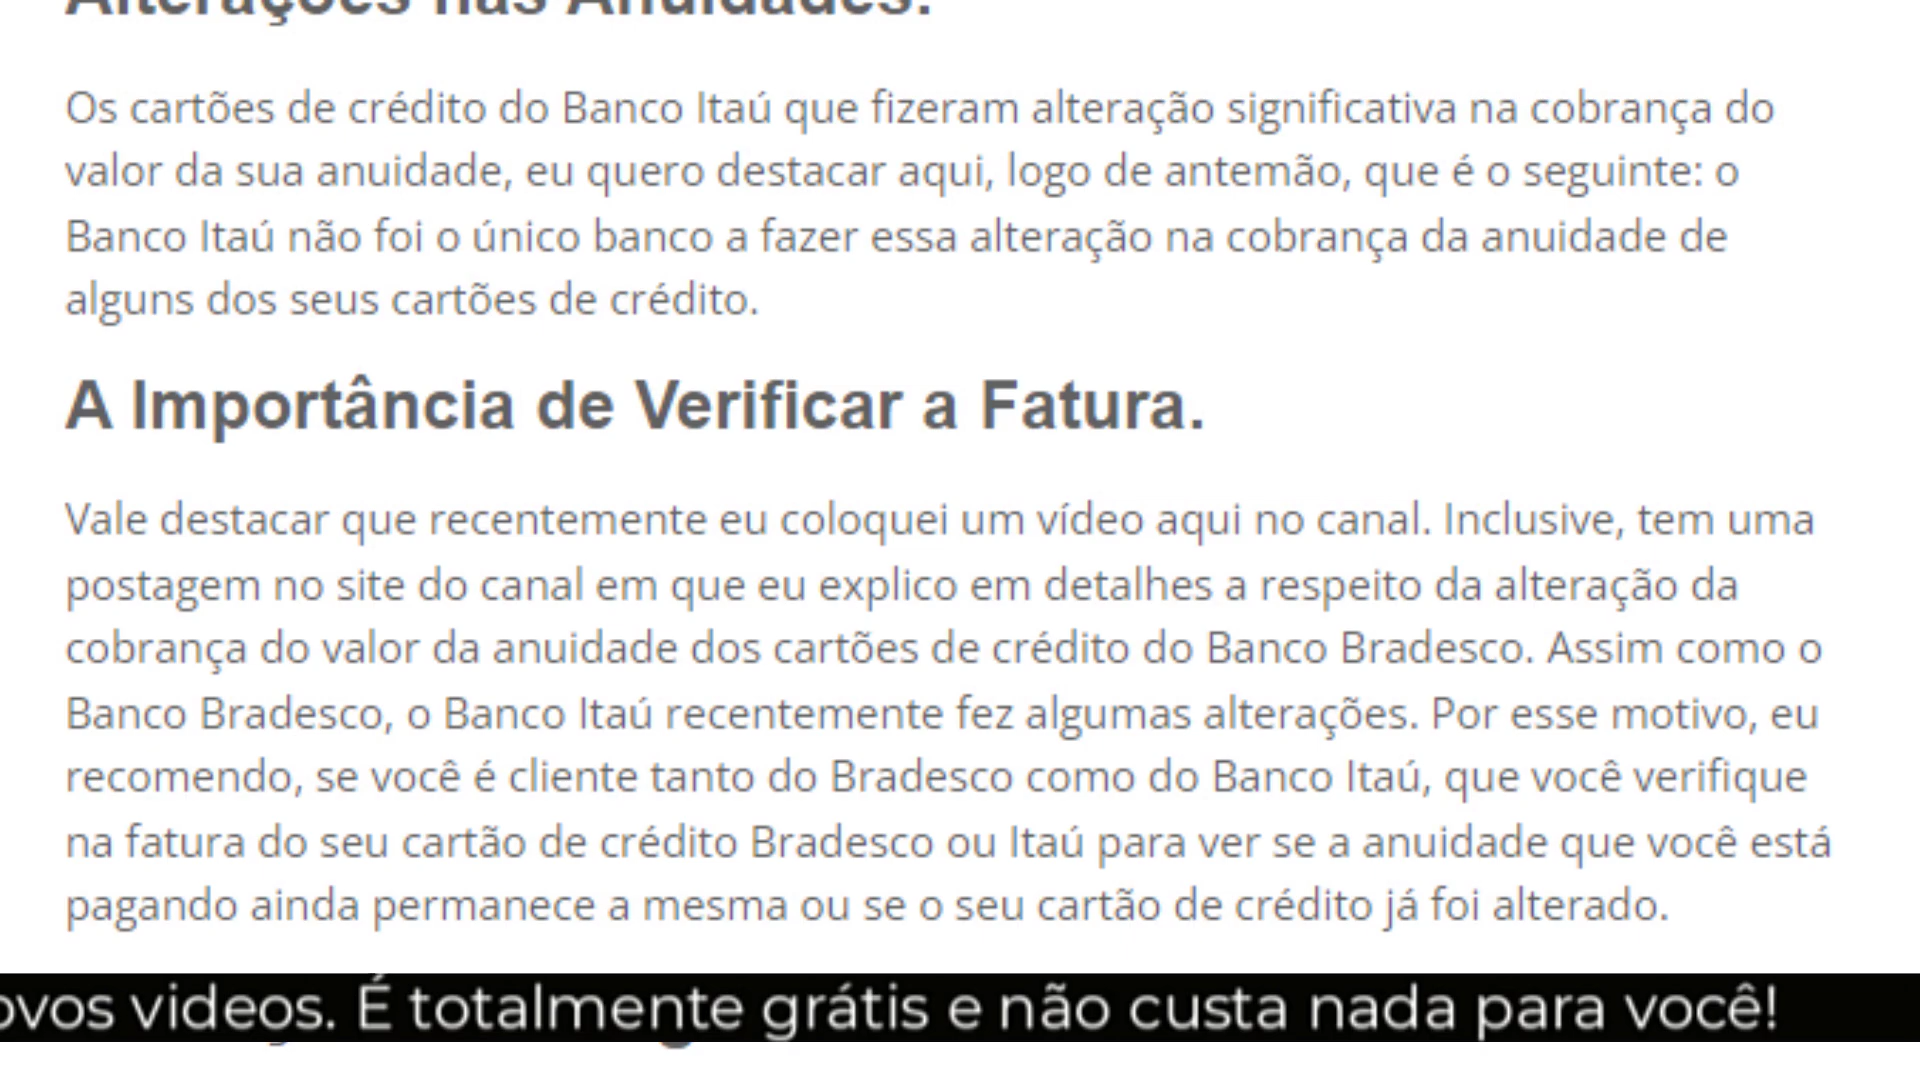 Alterações nas Anuidades.
Os cartões de crédito do Banco Itaú que fizeram alteração significativa na cobrança do
valor da sua anuidade, eu quero destacar aqui, logo de antemão, que é o seguinte: o
Banco Itaú não foi o único banco a fazer essa alteração na cobrança da anuidade de
alguns dos seus cartões de crédito.
A Importância de Verificar a Fatura.
Vale destacar que recentemente eu coloquei um vídeo aqui no canal. Inclusive, tem uma
postagem no site do canal em que eu explico em detalhes a respeito da alteração da
cobrança do valor da anuidade dos cartões de crédito do Banco Bradesco. Assim como o
Banco Bradesco, o Banco Itaú recentemente fez algumas alterações. Por esse motivo, eu
recomendo, se você é cliente tanto do Bradesco como do Banco Itaú, que você verifique
na fatura do seu cartão de crédito Bradesco ou Itaú para ver se a anuidade que você está
pagando ainda permanece a mesma ou se o seu cartão de crédito já foi alterado.
ovos videos. É totalmente grátis e não custa nada para você!